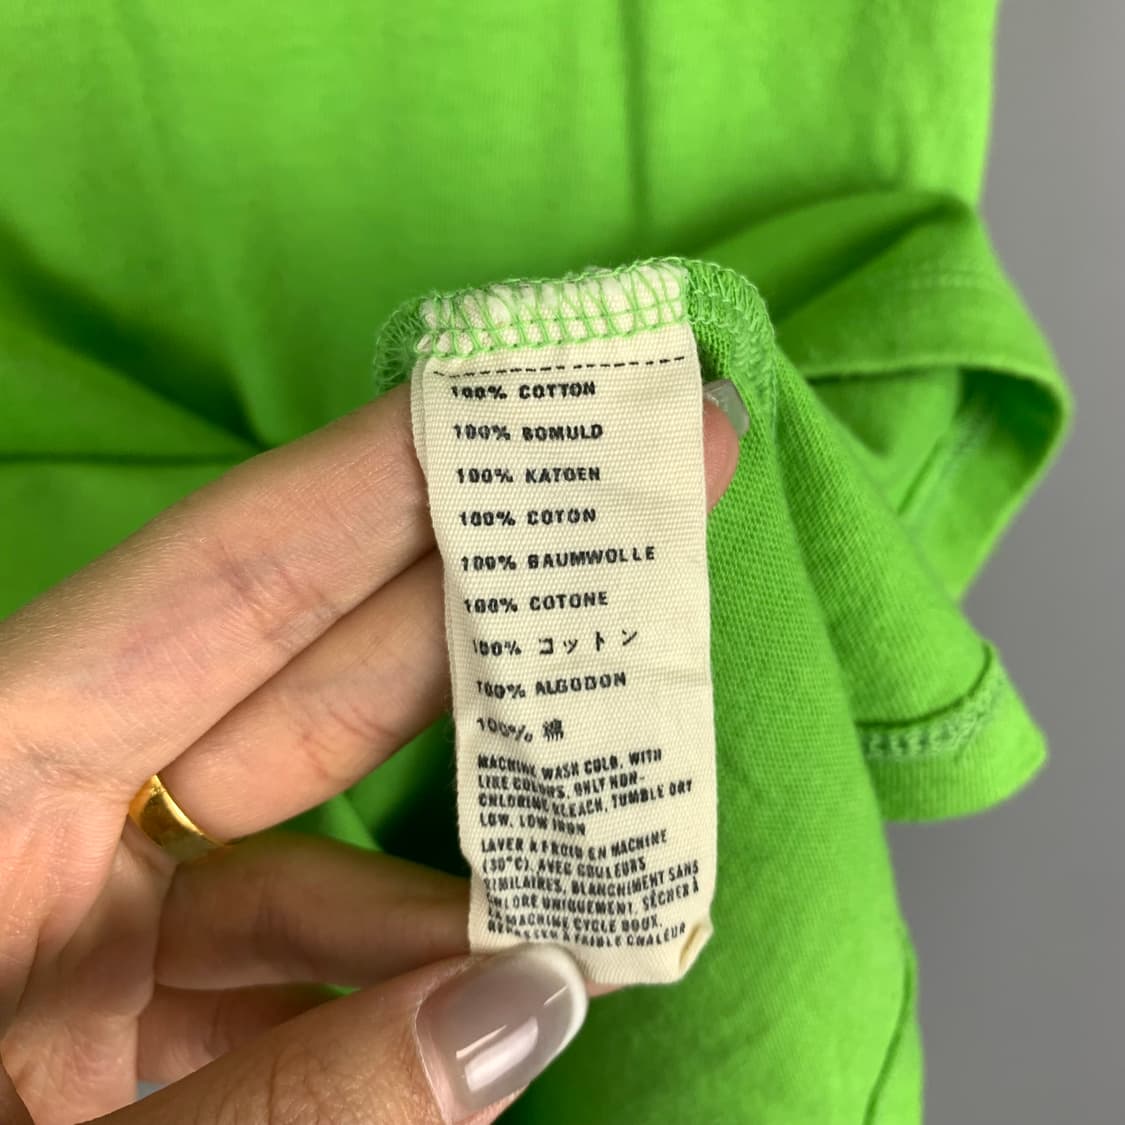 100% COTTON
100% BOMULD
100% KATOEN
100% COTON
100% BAUMWOLLE
100% COTONE
100% コットン
100% ALGODON
100% 綿
MACHINE WASH COLD, WITH
LIKE COLOURS, ONLY NON-
CHLORINE BLEACH, TUMBLE DRY
LOW, LOW IRON
LAVER À FROID EN MACHINE
(30°C), AVEC COULEURS
SIMILAIRES, BLANCHIMENT SANS
CHLORE UNIQUEMENT, SÉCHER À
LA MACHINE CYCLE DOUX,
REPASSER À FAIBLE CHALEUR